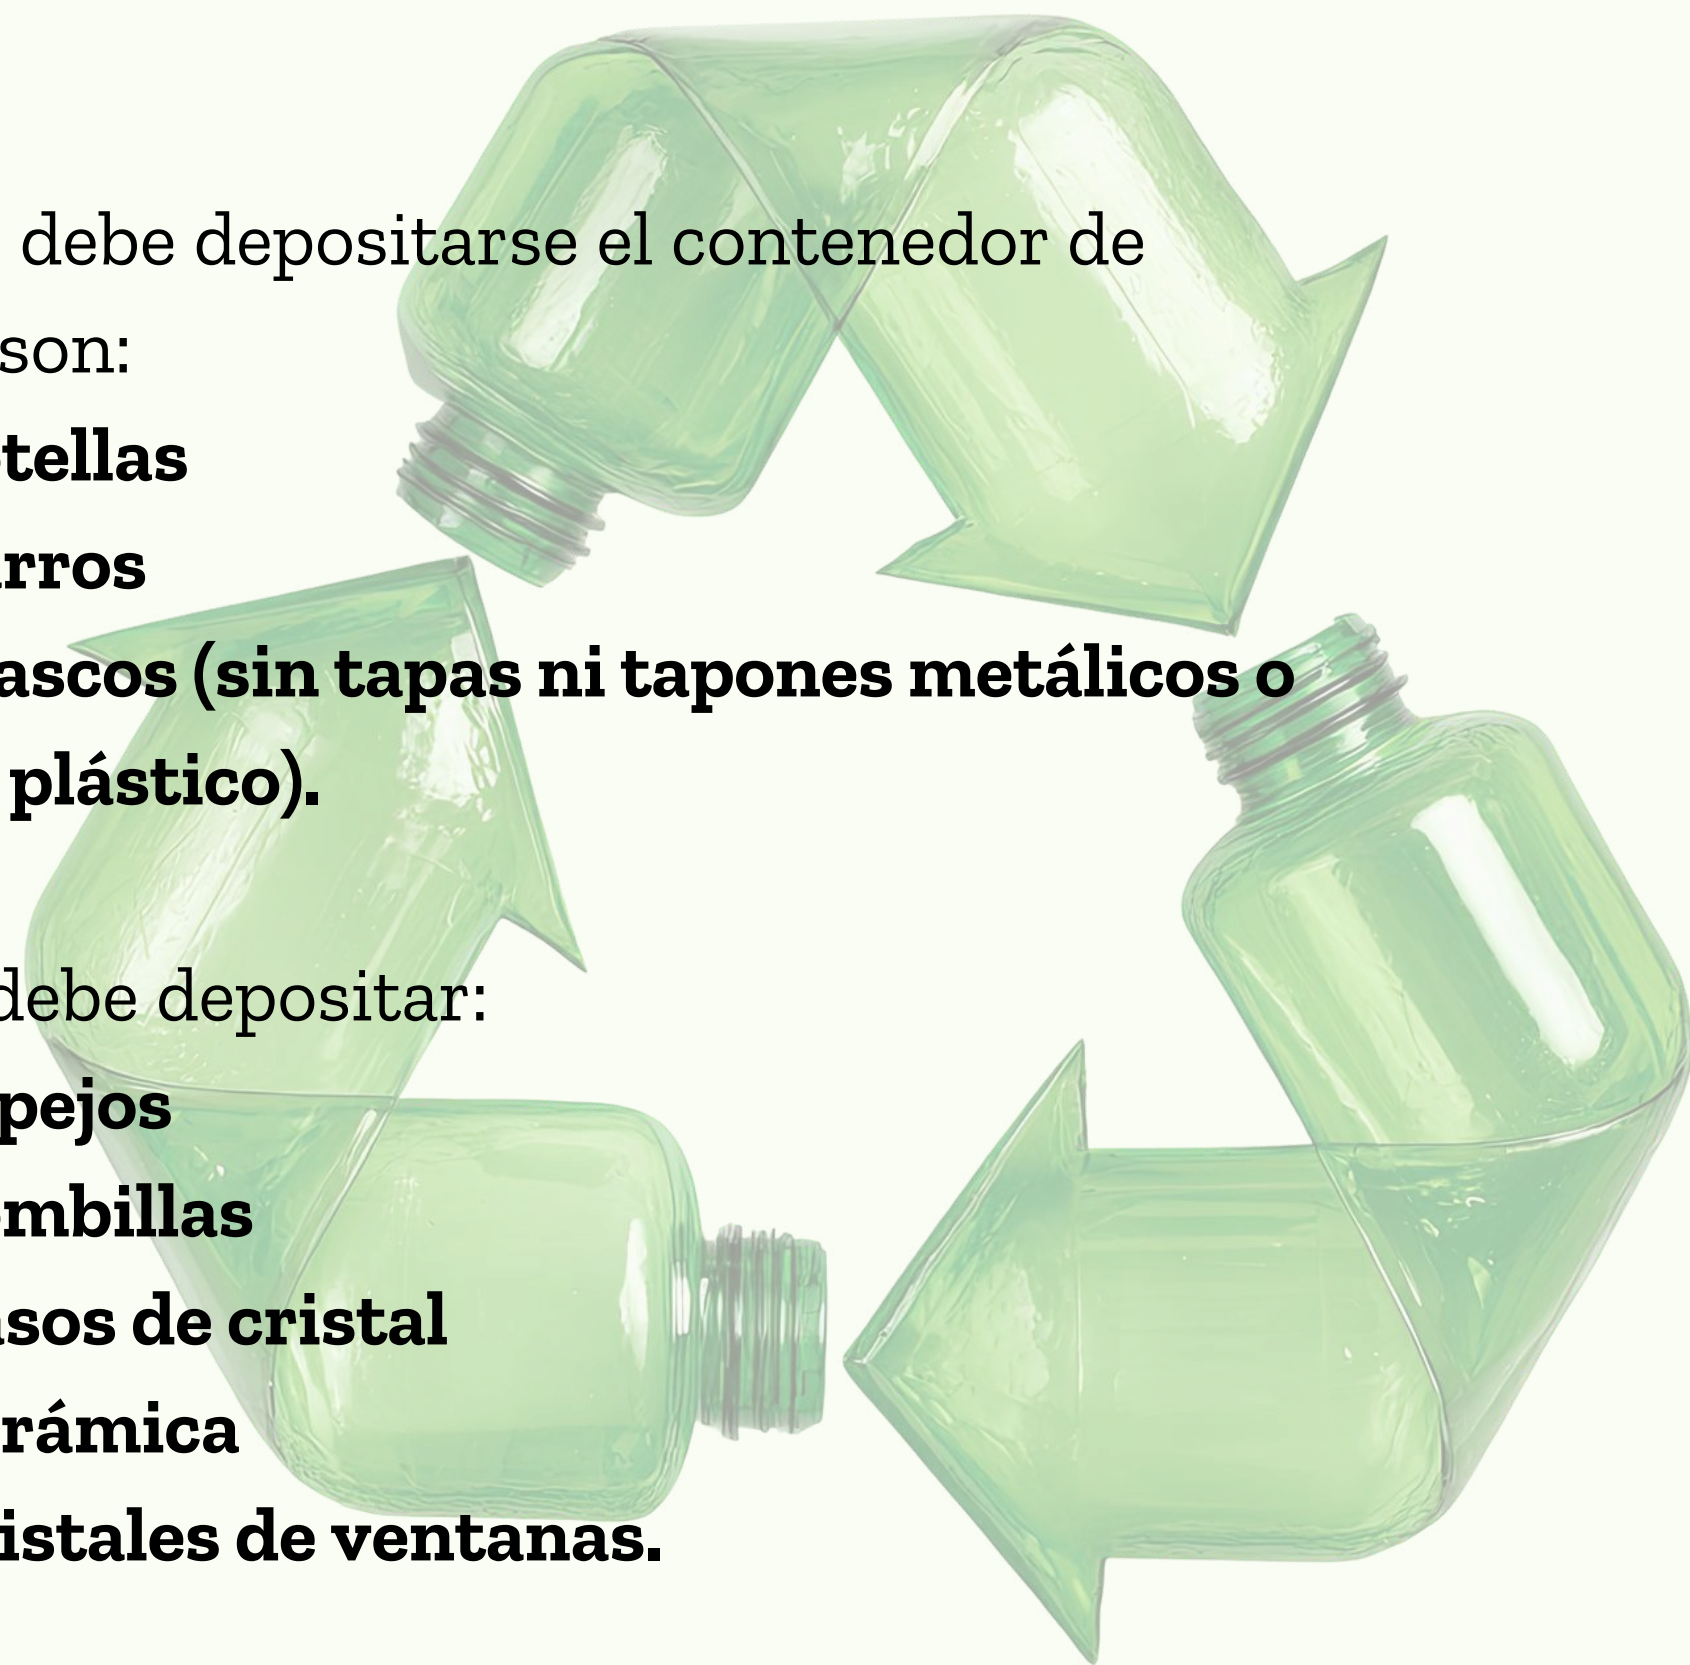 debe depositarse el contenedor de
son:
tellas
rros
ascos (sin tapas ni tapones metálicos o
plástico).
debe depositar:
pejos
mbillas
sos de cristal
rámica
istales de ventanas.